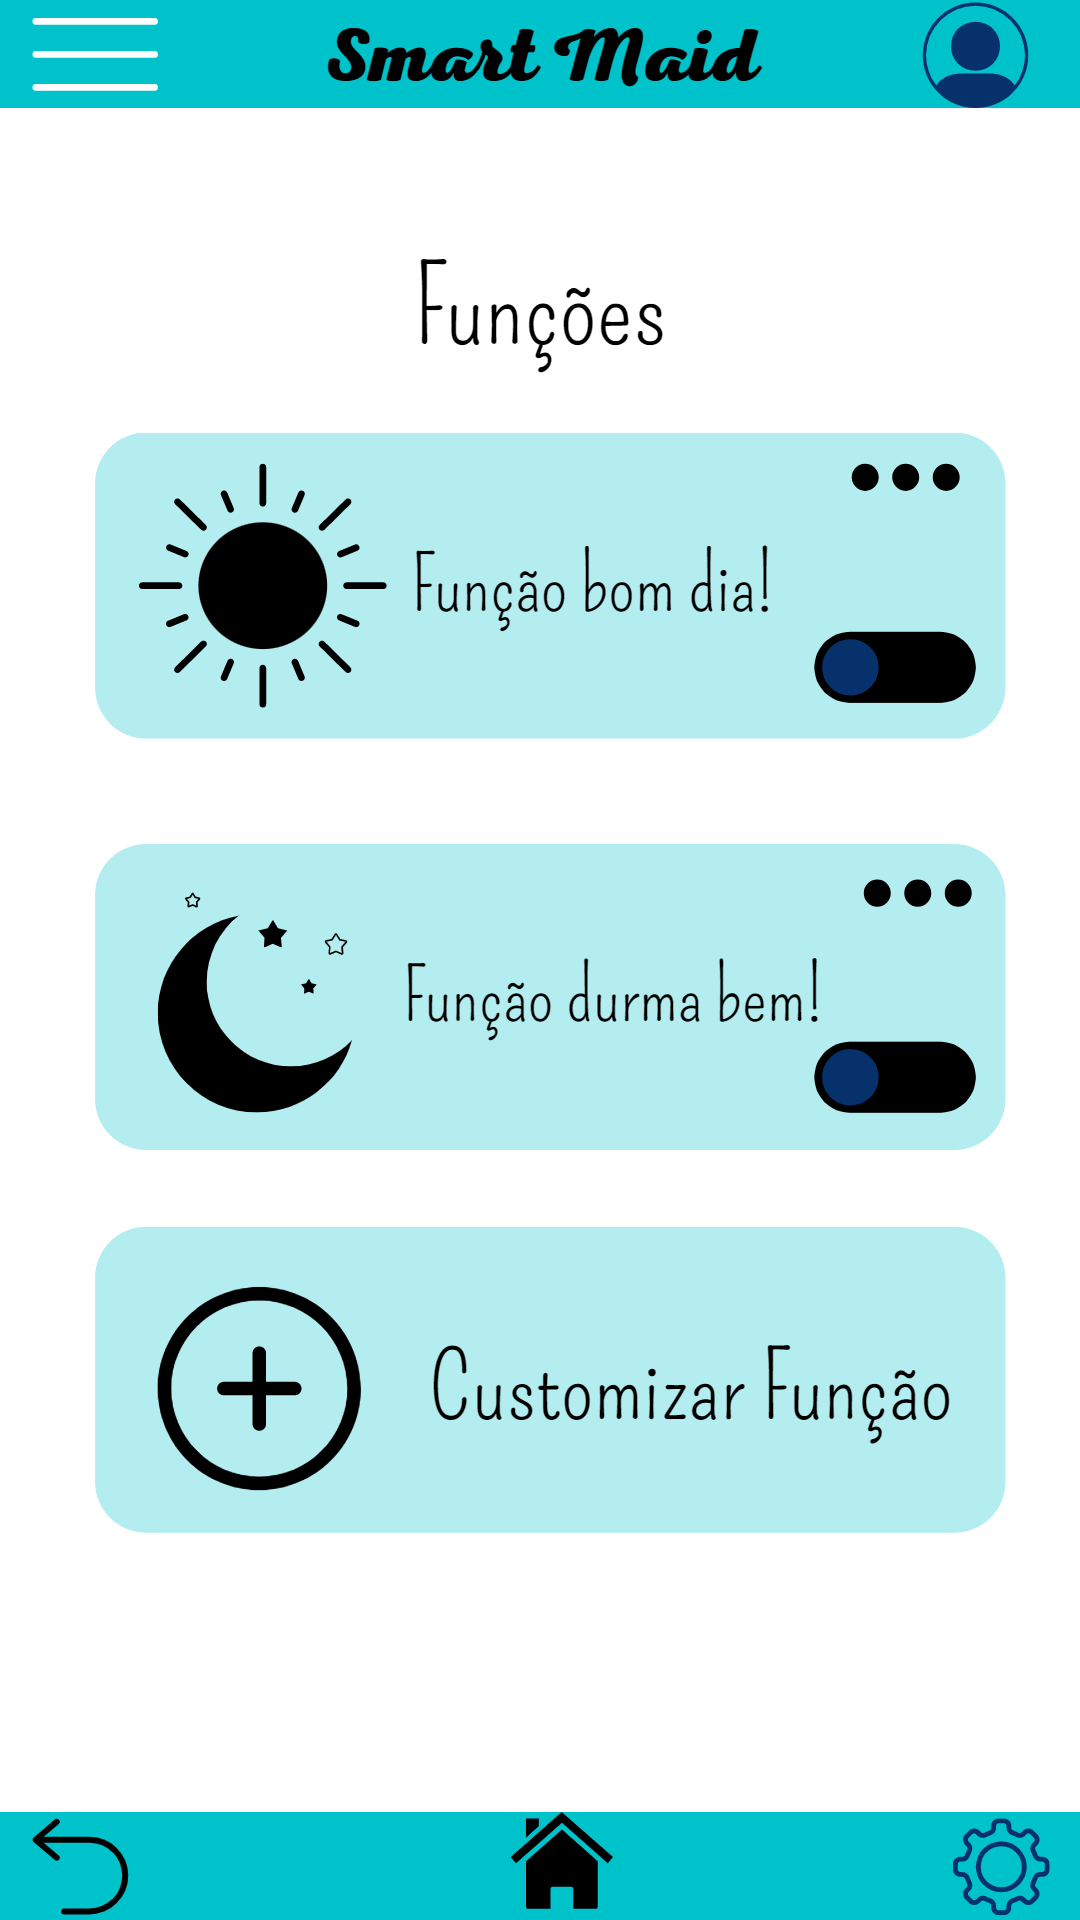 Smart Maid
Funções
Função bom dia!
Função durma bem!
Customizar Função